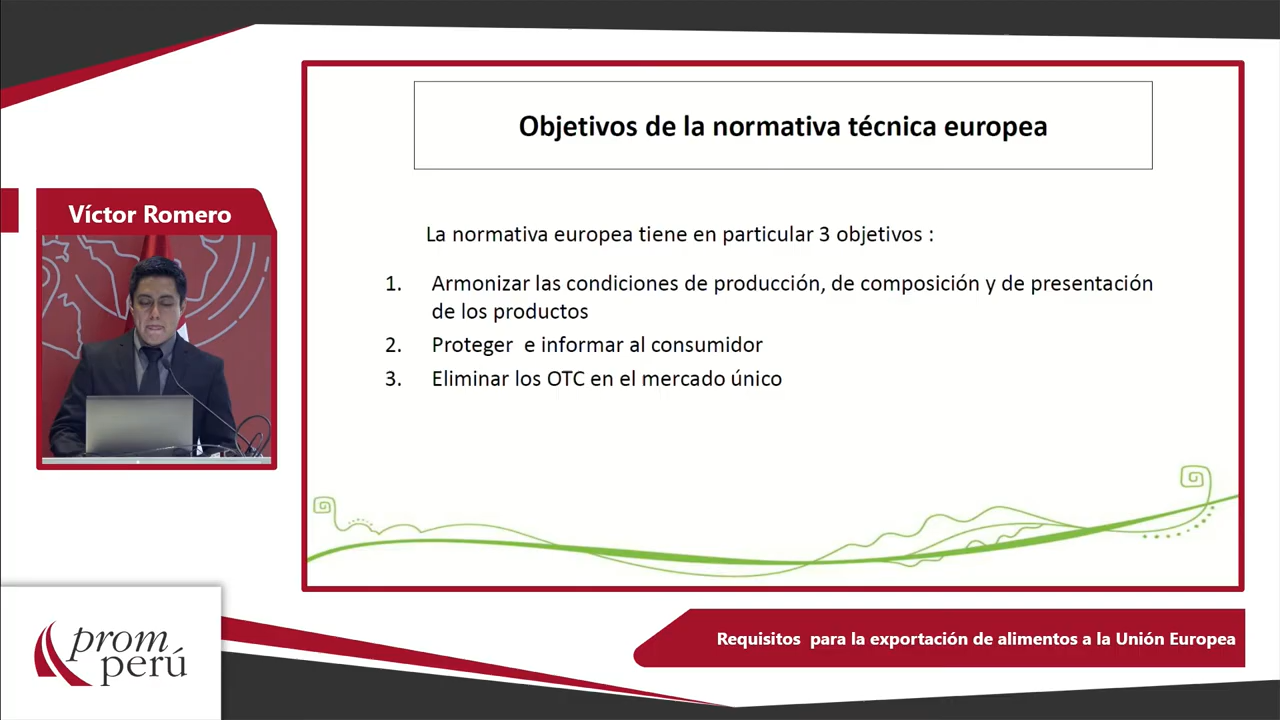 Objetivos de la normativa técnica europea
Víctor Romero
La normativa europea tiene en particular 3 objetivos :
1. Armonizar las condiciones de producción, de composición y de presentación
de los productos
2. Proteger e informar al consumidor
3. Eliminar los OTC en el mercado único
prom
perú
Requisitos para la exportación de alimentos a la Unión Europea